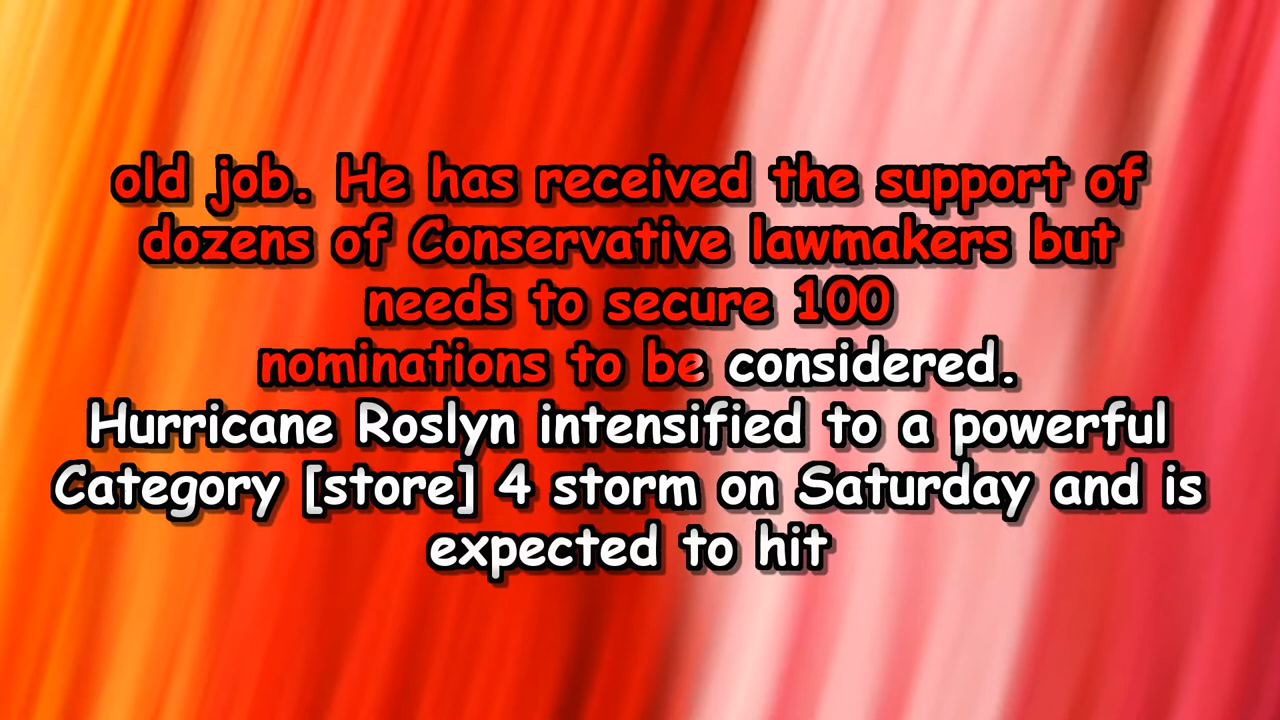 old job. He has received the support of
dozens of Conservative lawmakers but
needs to secure 100
nominations to be considered.
Hurricane Roslyn intensified to a powerful
Category [store] 4 storm on Saturday and is
expected to hit